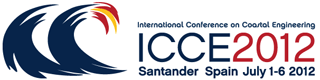 International Conference on Coastal Engineering
ICCE2012
Santander Spain July 1-6 2012